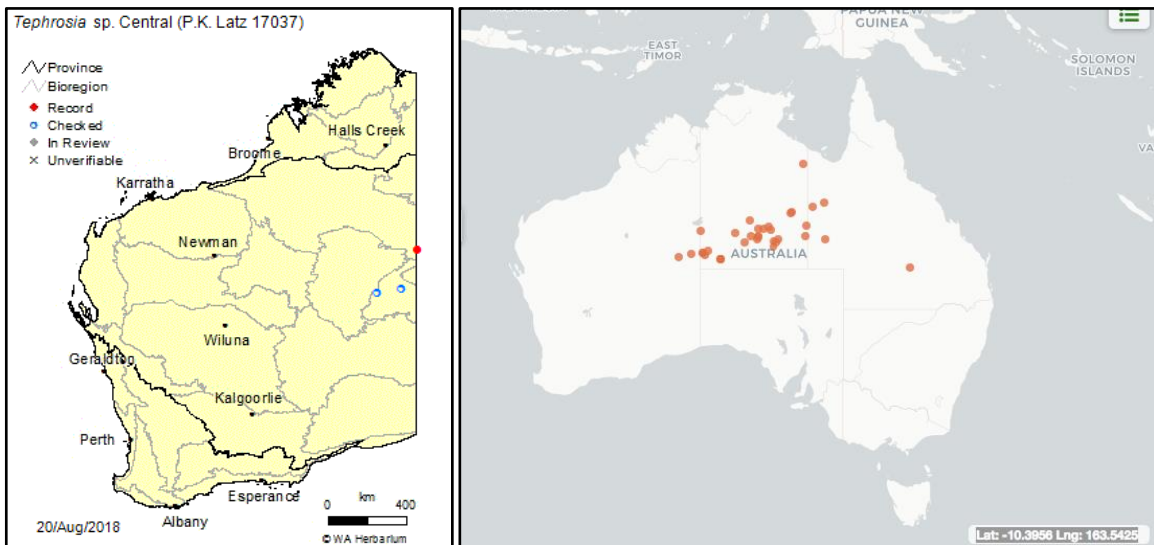 Tephrosia sp. Central (P.K. Latz 17037)
Province
Bioregion
Record
Checked
In Review
Unverifiable
Halls Creek
Broome
Karratha
Newman
Wiluna
Geraldton
Kalgoorlie
Perth
Esperance
Albany
km
0 400
20/Aug/2018
© WA Herbarium
PAPUA NEW
GUINEA
EAST
TIMOR
SOLOMON
ISLANDS
VA
AUSTRALIA
Lat: -10.3956 Lng: 163.5425